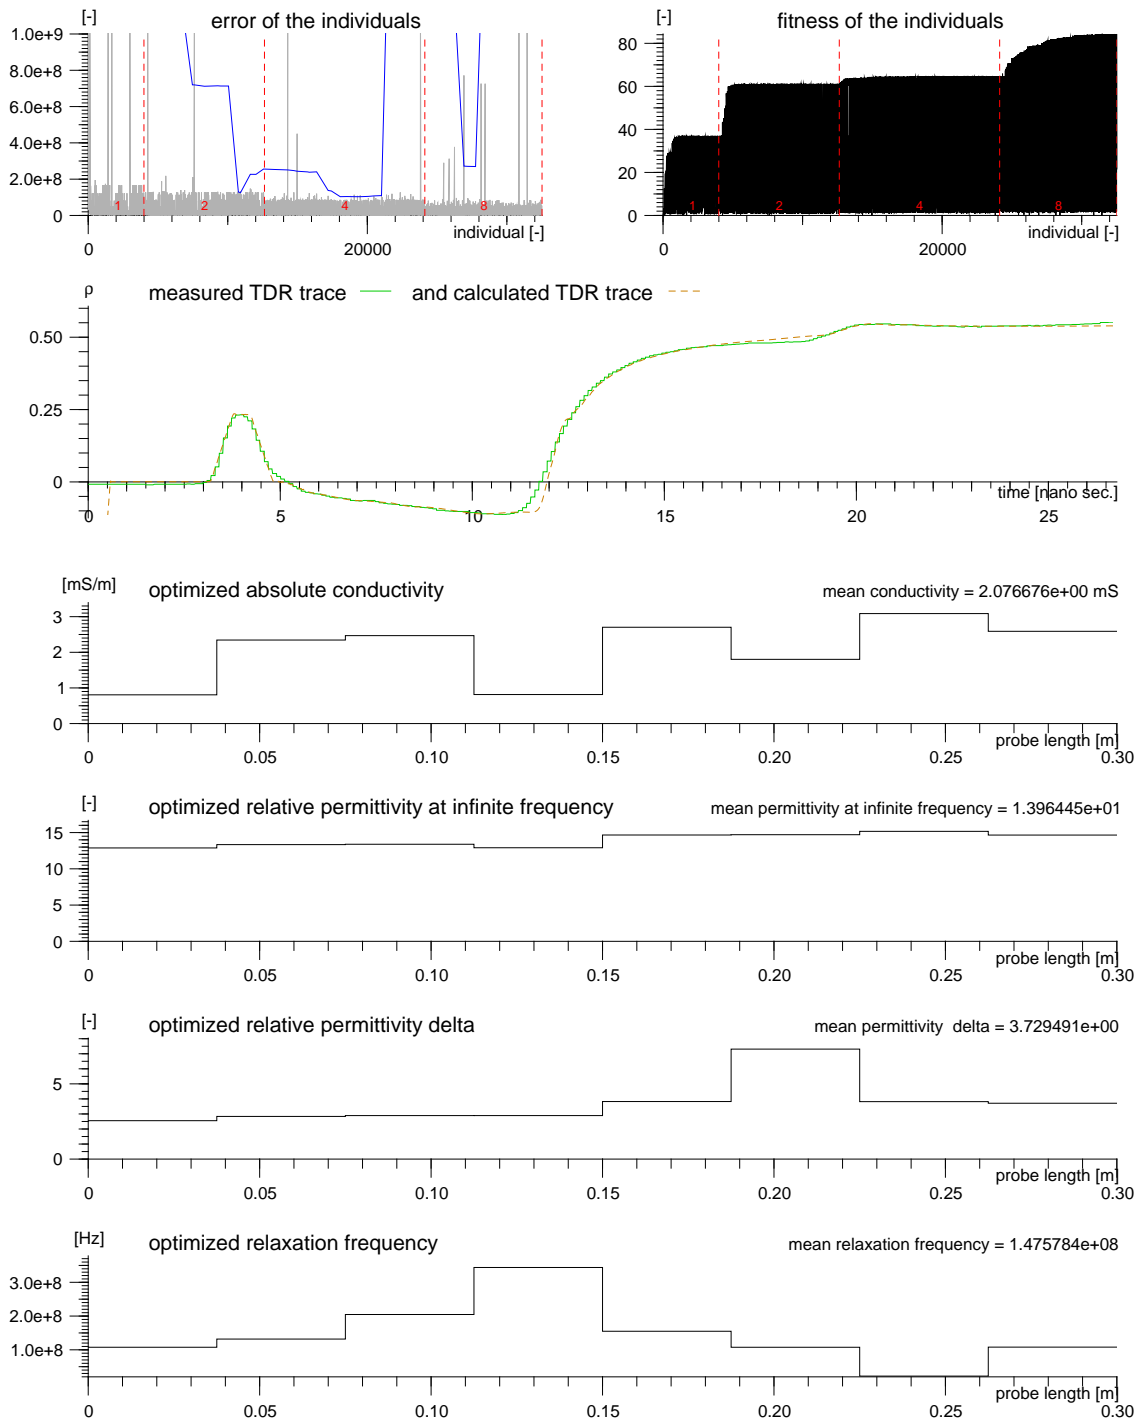 error of the individuals
[-]
1.0e+9
8.0e+8
6.0e+8
4.0e+8
2.0e+8
0
1 2 4 8
individual [-]
0 20000
fitness of the individuals
[-]
80
60
40
20
0
1 2 4 8
individual [-]
0 20000
ρ measured TDR trace and calculated TDR trace
0.50
0.25
0
time [nano sec.]
0 5 10 15 20 25
[mS/m] optimized absolute conductivity mean conductivity = 2.076676e+00 mS
3
2
1
0
probe length [m]
0 0.05 0.10 0.15 0.20 0.25 0.30
[-] optimized relative permittivity at infinite frequency mean permittivity at infinite frequency = 1.396445e+01
15
10
5
0
probe length [m]
0 0.05 0.10 0.15 0.20 0.25 0.30
[-] optimized relative permittivity delta mean permittivity delta = 3.729491e+00
5
0
probe length [m]
0 0.05 0.10 0.15 0.20 0.25 0.30
[Hz] optimized relaxation frequency mean relaxation frequency = 1.475784e+08
3.0e+8
2.0e+8
1.0e+8
probe length [m]
0 0.05 0.10 0.15 0.20 0.25 0.30